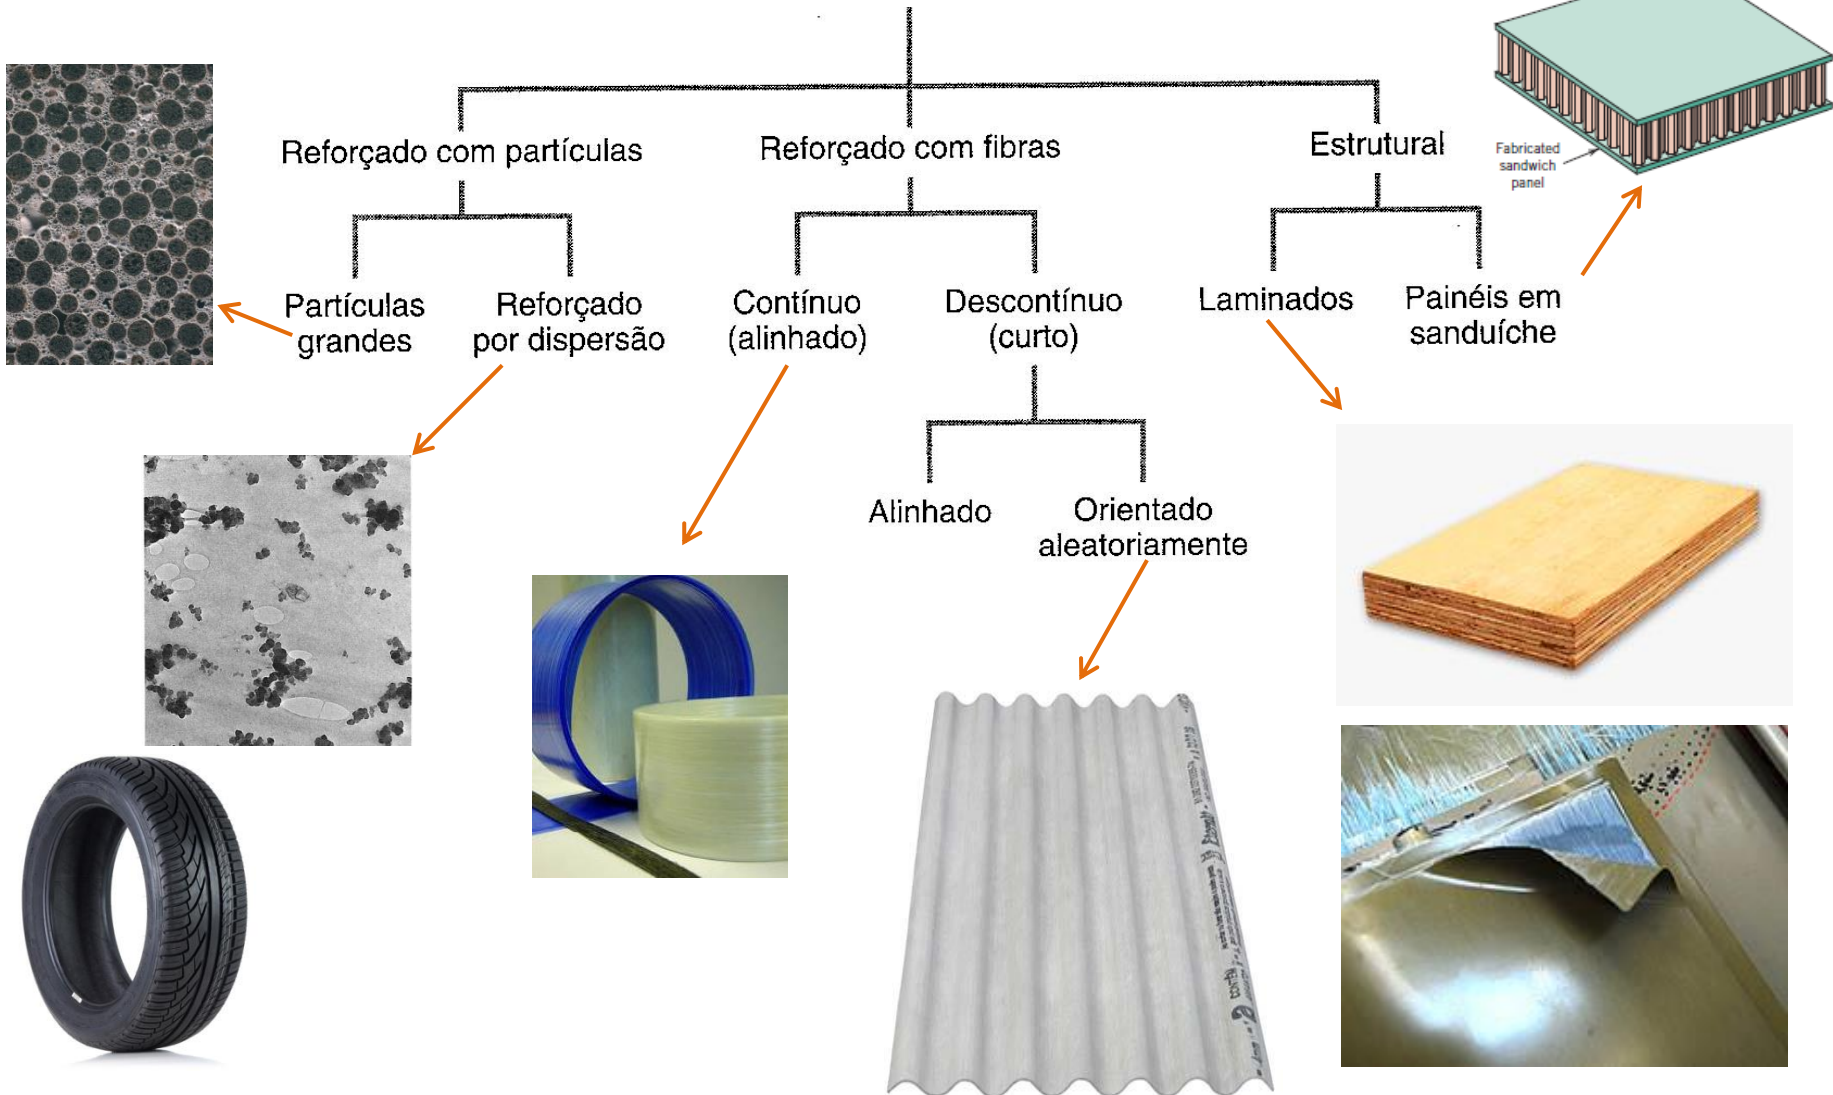 Reforçado com partículas
Reforçado com fibras
Estrutural
Fabricated
sandwich
panel
Partículas
grandes
Reforçado
por dispersão
Contínuo
(alinhado)
Descontínuo
(curto)
Laminados
Painéis em
sanduíche
Alinhado
Orientado
aleatoriamente